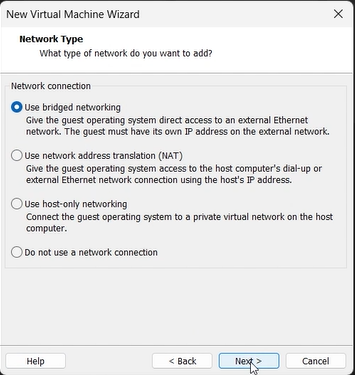 New Virtual Machine Wizard
Network Type
What type of network do you want to add?
Network connection
Use bridged networking
Give the guest operating system direct access to an external Ethernet
network. The guest must have its own IP address on the external network.
Use network address translation (NAT)
Give the guest operating system access to the host computer's dial-up or
external Ethernet network connection using the host's IP address.
Use host-only networking
Connect the guest operating system to a private virtual network on the host
computer.
Do not use a network connection
Help
< Back
Next >
Cancel